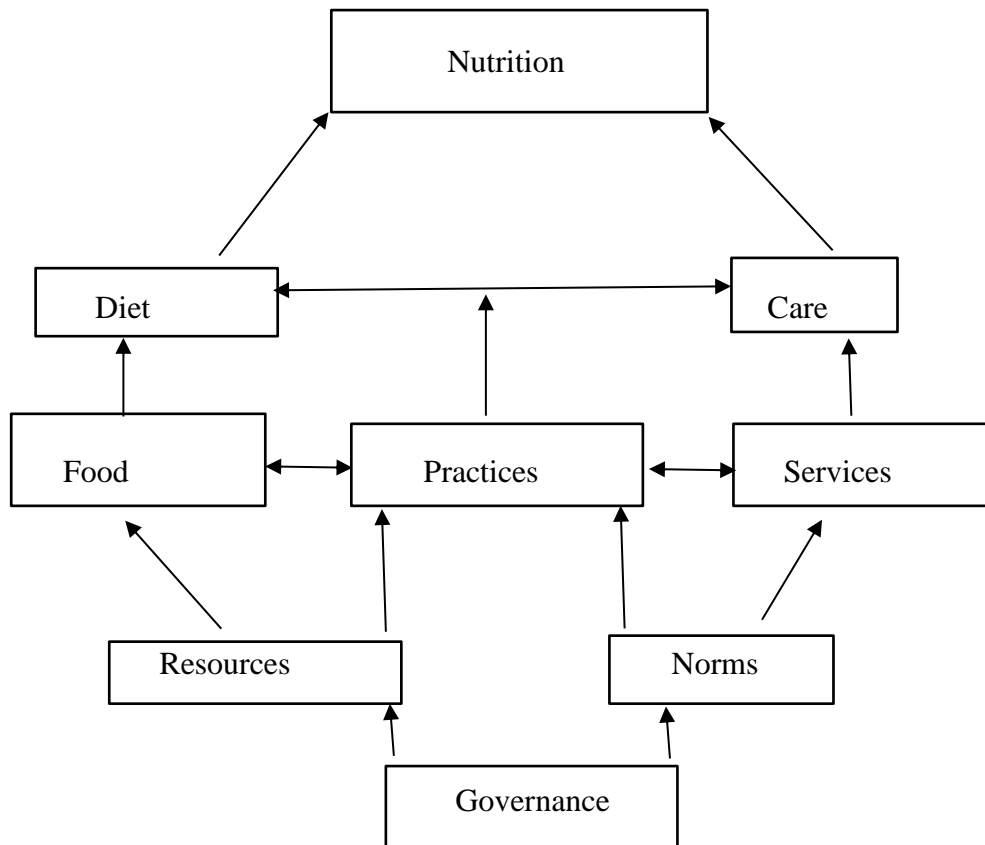 Nutrition
Diet
Care
Food
Practices
Services
Resources
Norms
Governance